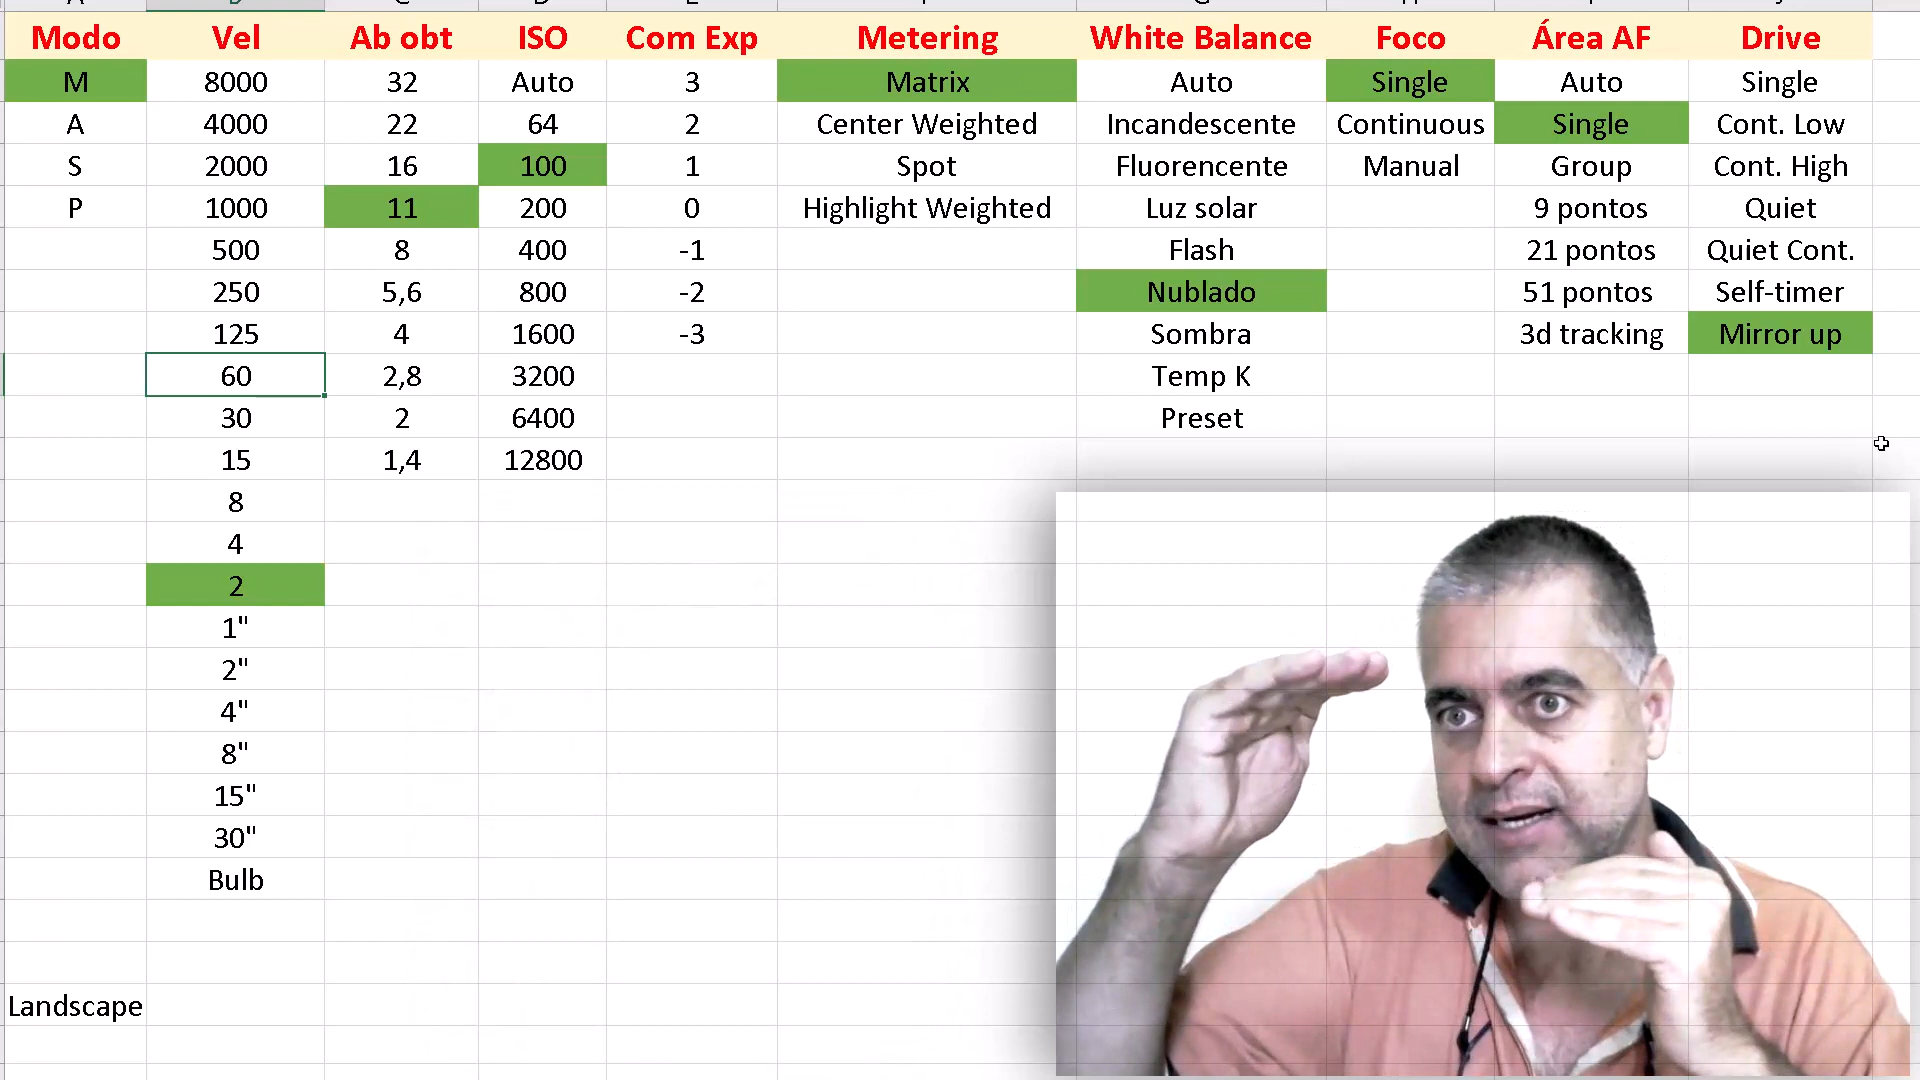 Modo Vel Ab obt ISO Com Exp Metering White Balance Foco Área AF Drive
M 8000 32 Auto 3 Matrix Auto Single Auto Single
A 4000 22 64 2 Center Weighted Incandescente Continuous Single Cont. Low
S 2000 16 100 1 Spot Fluorencente Manual Group Cont. High
P 1000 11 200 0 Highlight Weighted Luz solar 9 pontos Quiet
500 8 400 -1 Flash 21 pontos Quiet Cont.
250 5,6 800 -2 Nublado 51 pontos Self-timer
125 4 1600 -3 Sombra 3d tracking Mirror up
60 2,8 3200 Temp K
30 2 6400 Preset
15 1,4 12800
8
4
2
1"
2"
4"
8"
15"
30"
Bulb
Landscape